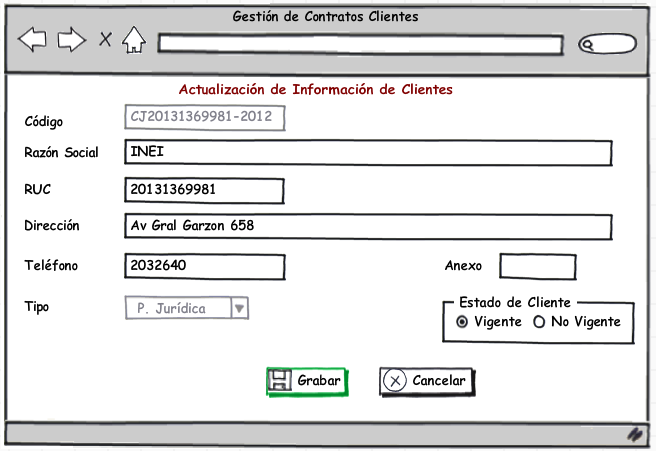 Gestión de Contratos Clientes
Actualización de Información de Clientes
Código CJ20131369981-2012
Razón Social INEI
RUC 20131369981
Dirección Av Gral Garzon 658
Teléfono 2032640 Anexo
Tipo P. Jurídica
Estado de Cliente
Vigente No Vigente
Grabar Cancelar